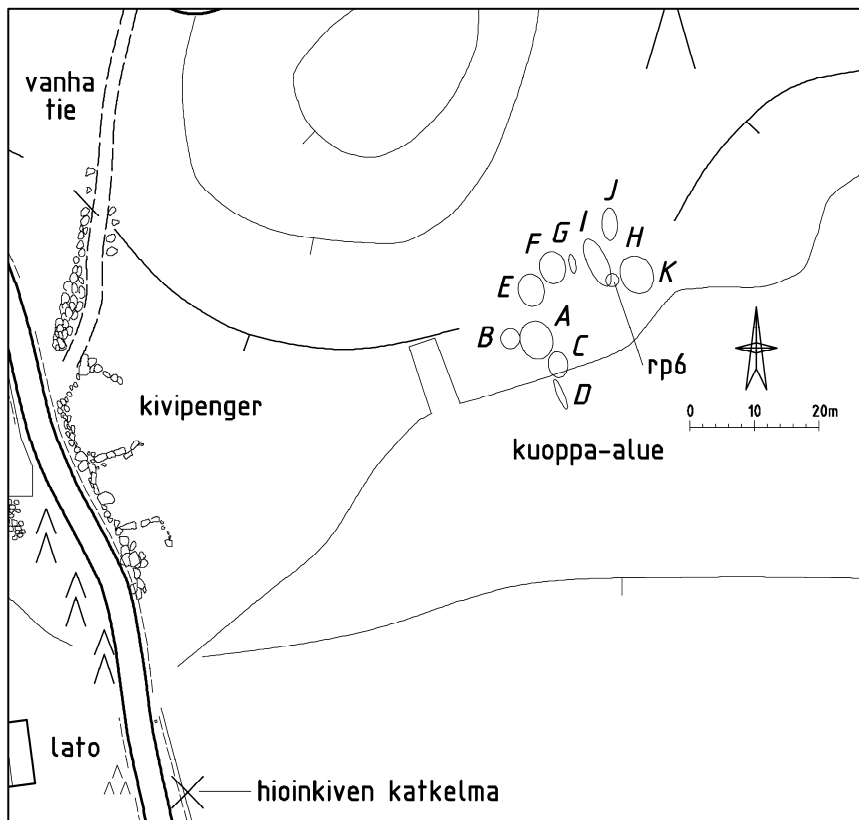 vanha
tie
J
I
G
H
F
E
K
A
B
C
rp6
D
kivipenger
0 10 20m
kuoppa-alue
lato
hioinkiven katkelma